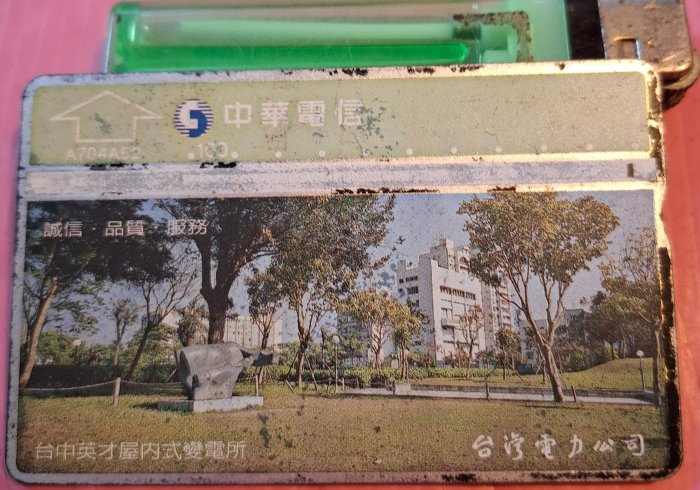 中華電信
A704A52
100
誠信・品質 服務
台中英才屋內式變電所
台灣電力公司